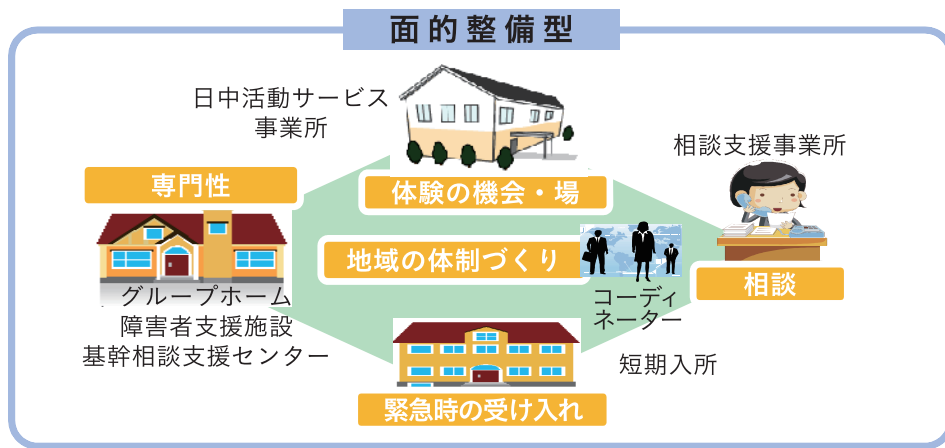 面的整備型
日中活動サービス
事業所
相談支援事業所
専門性
体験の機会・場
地域の体制づくり
相談
グループホーム
障害者支援施設
基幹相談支援センター
コーディ
ネーター
短期入所
緊急時の受け入れ